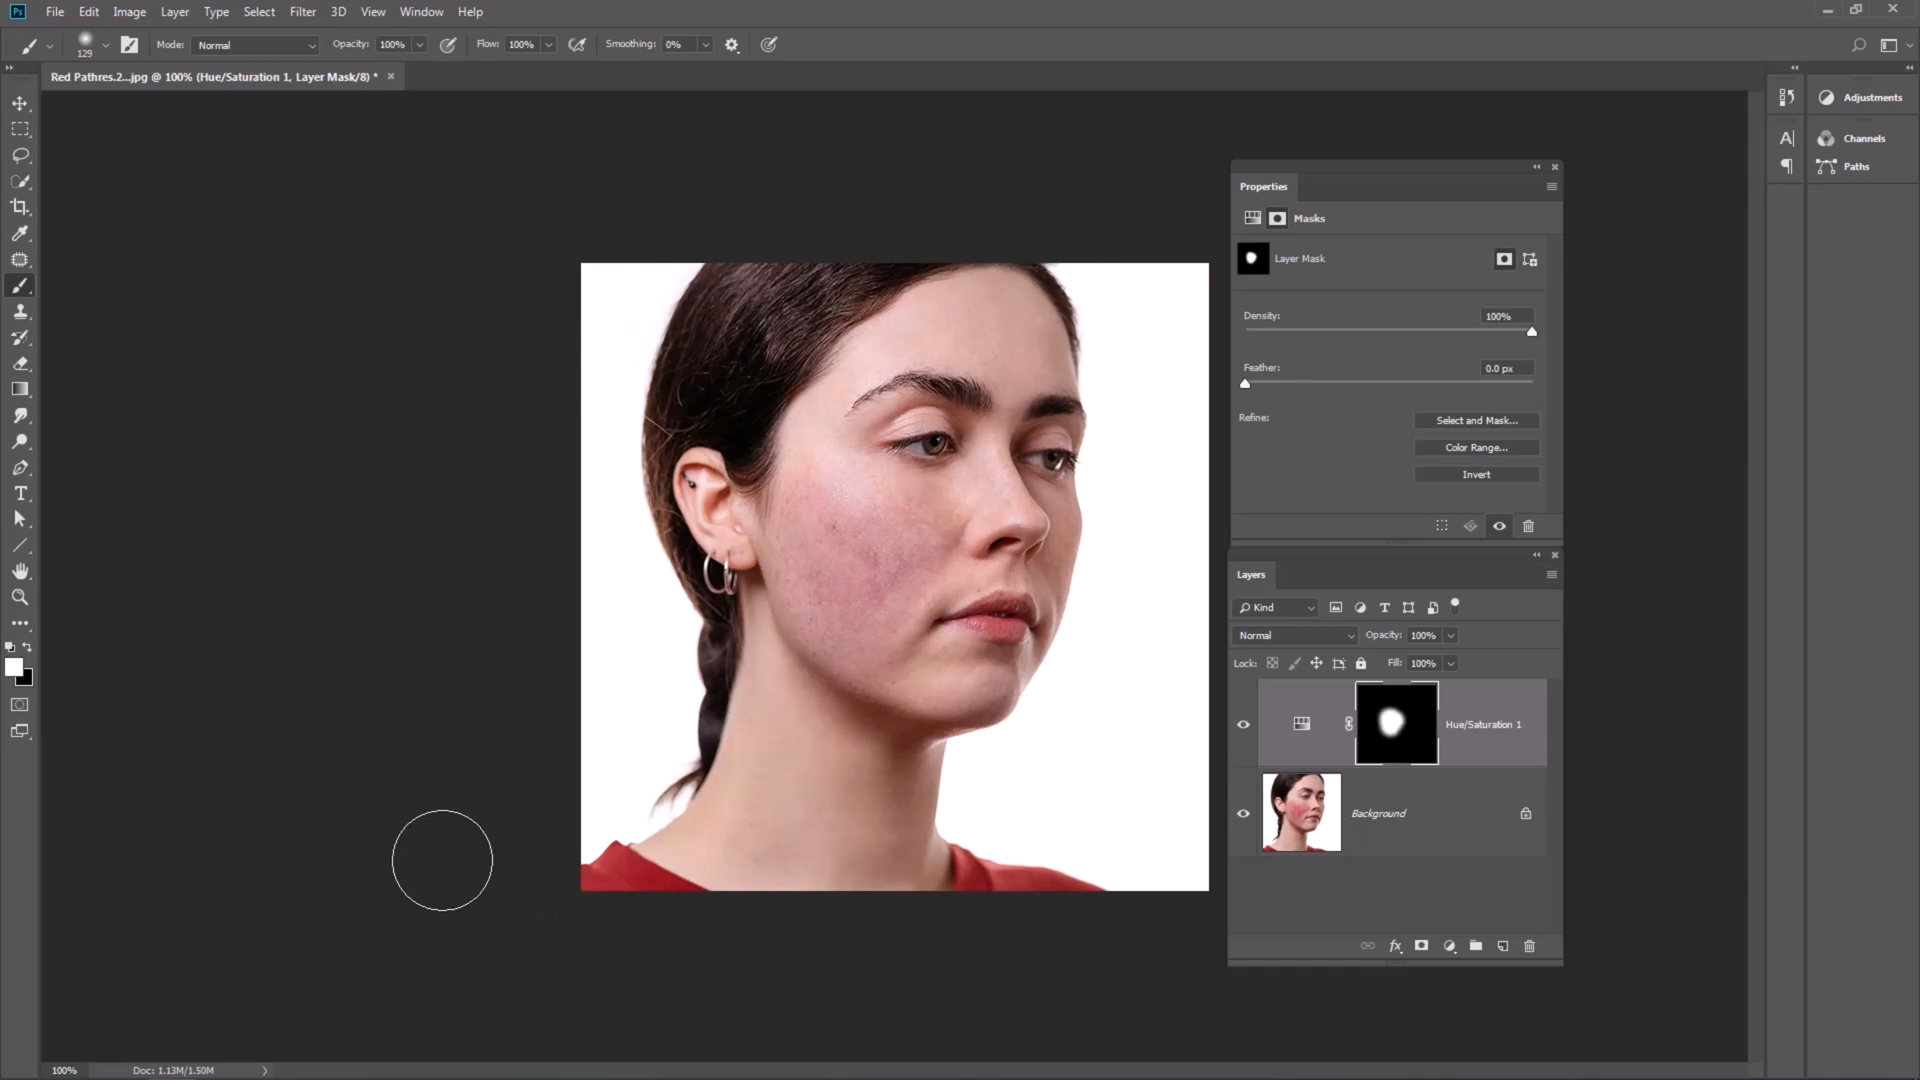 Ps File Edit Image Layer Type Select Filter 3D View Window Help
129 Mode: Normal Opacity: 100% Flow: 100% Smoothing: 0%
Red Pathres.2...jpg @ 100% (Hue/Saturation 1, Layer Mask/8) * ×
Adjustments
Channels
Paths
Properties
Masks
Layer Mask
Density: 100%
Feather: 0.0 px
Refine: Select and Mask...
Color Range...
Invert
Layers
Kind
Normal Opacity: 100%
Lock: Fill: 100%
Hue/Saturation 1
Background
fx
100% Doc: 1.13M/1.50M